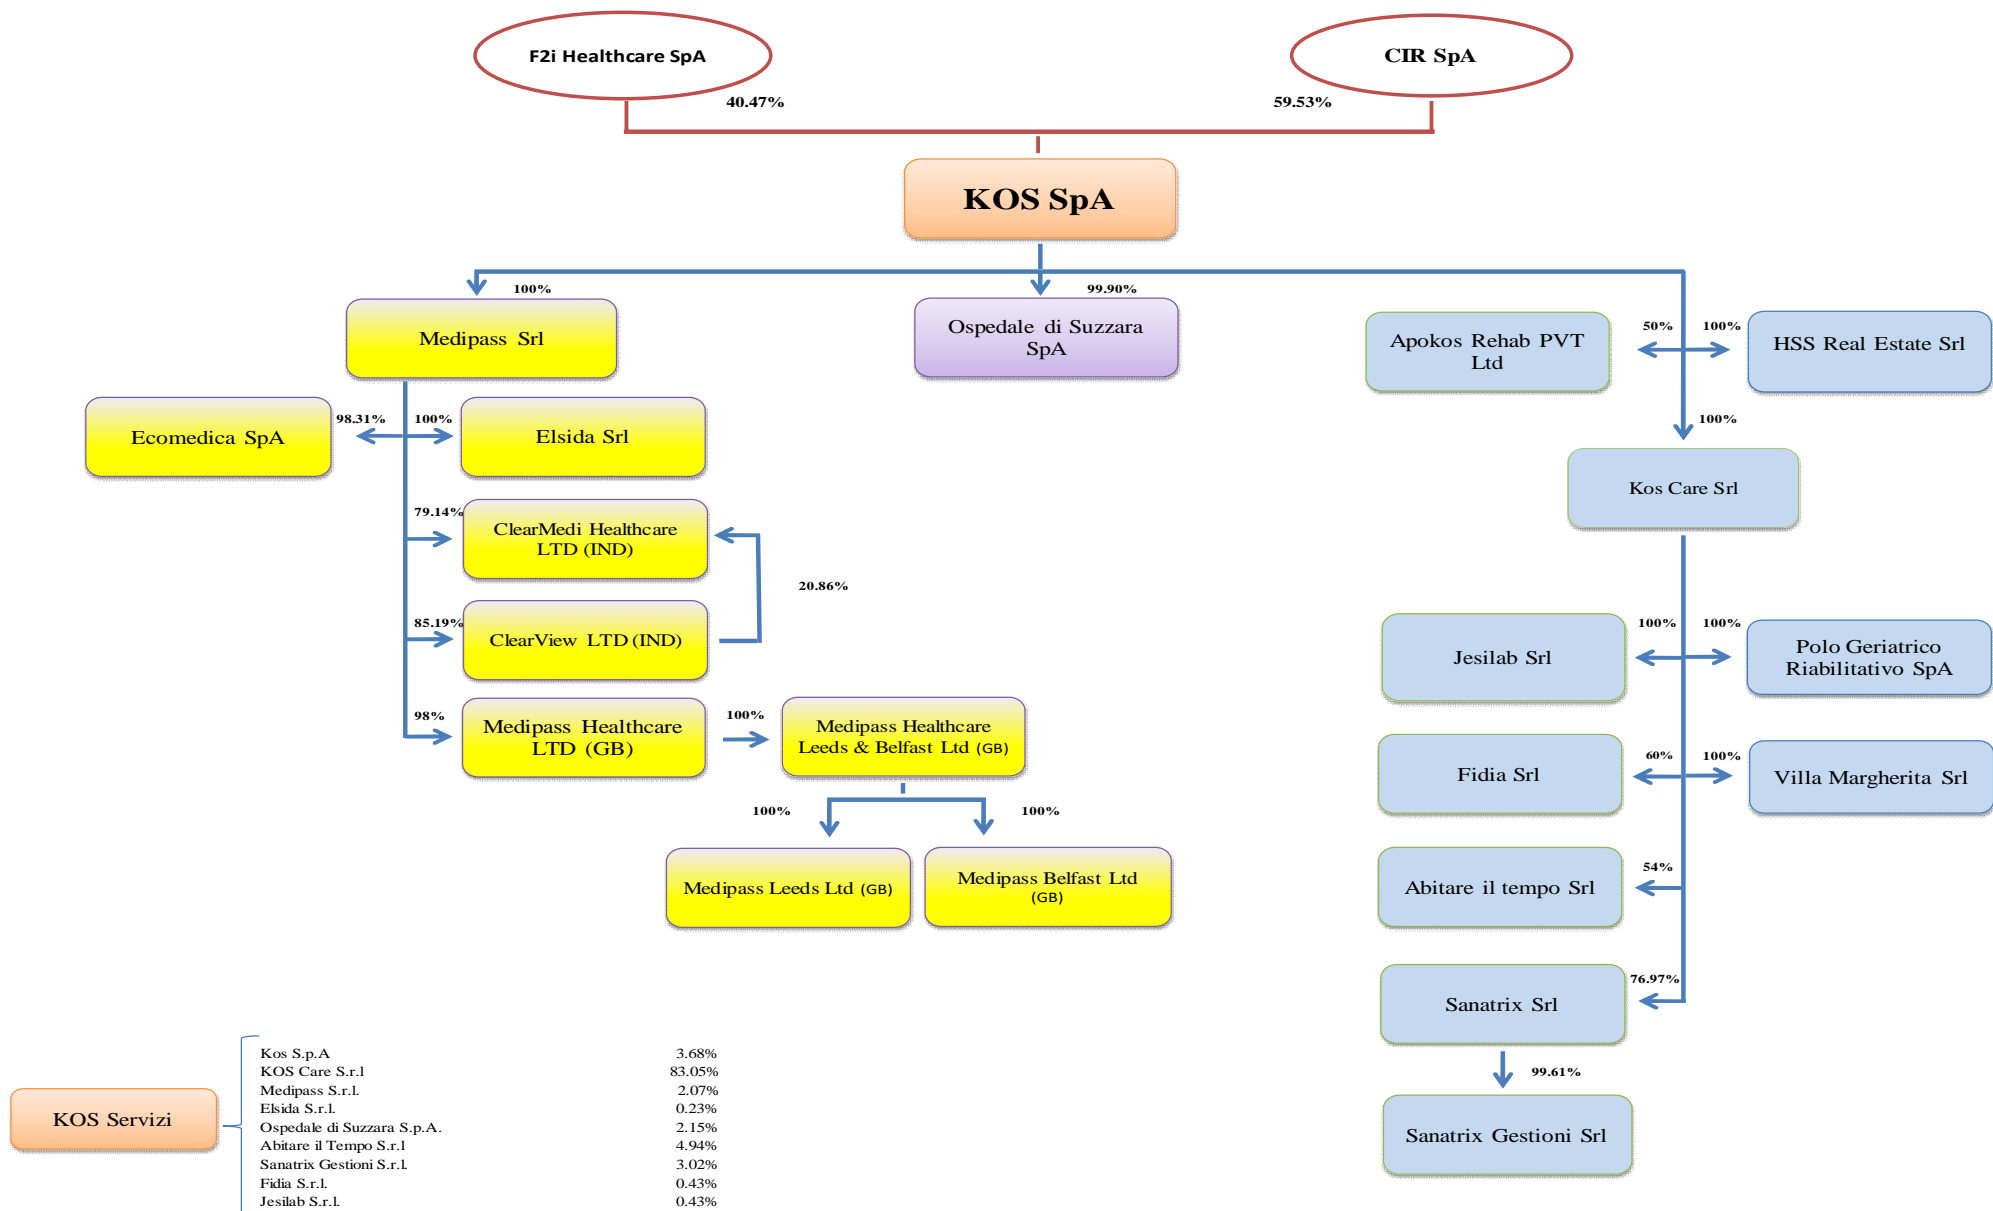 F2i Healthcare SpA
CIR SpA
40.47%
59.53%
KOS SpA
100%
99.90%
Medipass Srl
Ospedale di Suzzara
SpA
Apokos Rehab PVT
Ltd
50%
100%
HSS Real Estate Srl
Ecomedica SpA
98.31%
100%
Elsida Srl
100%
Kos Care Srl
79.14%
ClearMedi Healthcare
LTD (IND)
20.86%
85.19%
ClearView LTD (IND)
Jesilab Srl
100%
100%
Polo Geriatrico
Riabilitativo SpA
98%
Medipass Healthcare
LTD (GB)
100%
Medipass Healthcare
Leeds & Belfast Ltd (GB)
Fidia Srl
60%
100%
Villa Margherita Srl
100%
100%
Medipass Leeds Ltd (GB)
Medipass Belfast Ltd
(GB)
54%
Abitare il tempo Srl
76.97%
Sanatrix Srl
99.61%
Sanatrix Gestioni Srl
KOS Servizi
Kos S.p.A 3.68%
KOS Care S.r.l 83.05%
Medipass S.r.l. 2.07%
Elsida S.r.l. 0.23%
Ospedale di Suzzara S.p.A. 2.15%
Abitare il Tempo S.r.l 4.94%
Sanatrix Gestioni S.r.l. 3.02%
Fidia S.r.l. 0.43%
Jesilab S.r.l. 0.43%